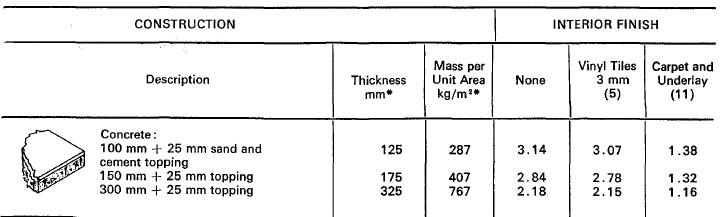 CONSTRUCTION INTERIOR FINISH
Description Thickness mm* Mass per Unit Area kg/m²* None Vinyl Tiles 3 mm (5) Carpet and Underlay (11)
Concrete:
100 mm + 25 mm sand and cement topping 125 287 3.14 3.07 1.38
150 mm + 25 mm topping 175 407 2.84 2.78 1.32
300 mm + 25 mm topping 325 767 2.18 2.15 1.16